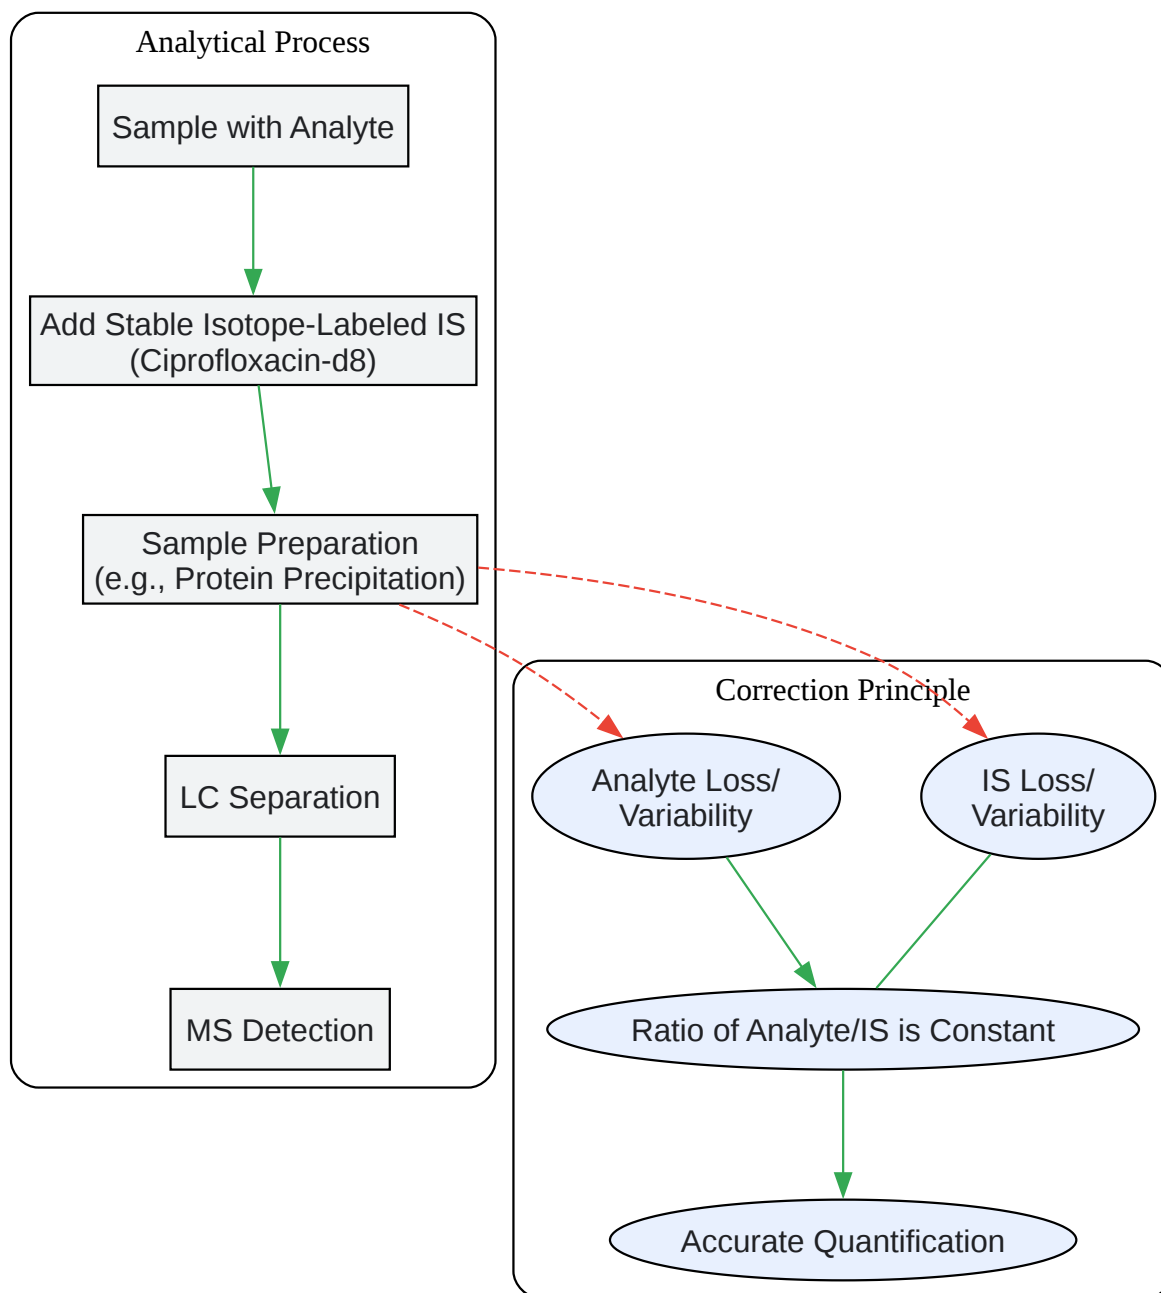 Analytical Process
Sample with Analyte
Add Stable Isotope-Labeled IS
(Ciprofloxacin-d8)
Sample Preparation
(e.g., Protein Precipitation)
LC Separation
MS Detection
Correction Principle
Analyte Loss/
Variability
IS Loss/
Variability
Ratio of Analyte/IS is Constant
Accurate Quantification